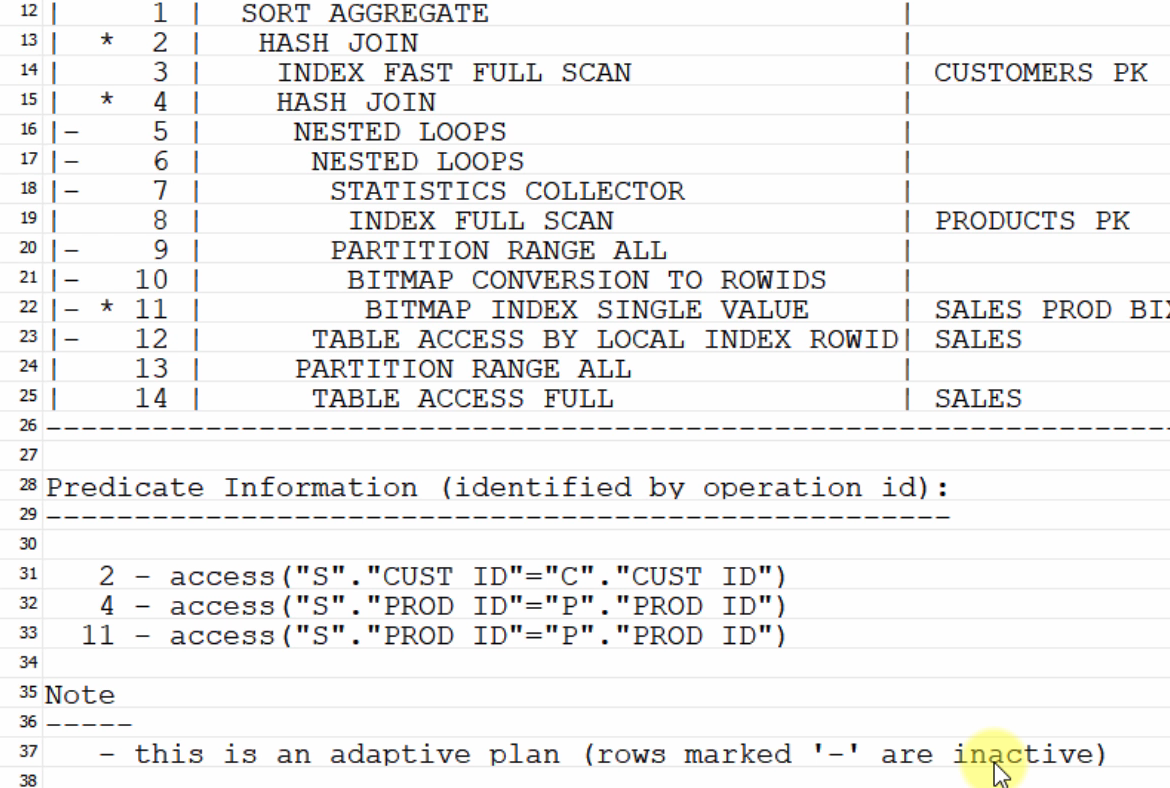 12 |      1 |   SORT AGGREGATE                          |
13 |   *  2 |    HASH JOIN                             |
14 |      3 |     INDEX FAST FULL SCAN                 | CUSTOMERS PK
15 |   *  4 |     HASH JOIN                            |
16 |-     5 |      NESTED LOOPS                        |
17 |-     6 |       NESTED LOOPS                       |
18 |-     7 |        STATISTICS COLLECTOR              |
19 |      8 |         INDEX FULL SCAN                  | PRODUCTS PK
20 |-     9 |        PARTITION RANGE ALL               |
21 |-    10 |         BITMAP CONVERSION TO ROWIDS      |
22 |-  * 11 |          BITMAP INDEX SINGLE VALUE       | SALES PROD BIX
23 |-    12 |       TABLE ACCESS BY LOCAL INDEX ROWID| SALES
24 |     13 |      PARTITION RANGE ALL                 |
25 |     14 |       TABLE ACCESS FULL                  | SALES
26 ----------------------------------------------------------------
27
28 Predicate Information (identified by operation id):
29 ---------------------------------------------------
30
31    2 - access("S"."CUST ID"="C"."CUST ID")
32    4 - access("S"."PROD ID"="P"."PROD ID")
33   11 - access("S"."PROD ID"="P"."PROD ID")
34
35 Note
36 -----
37    - this is an adaptive plan (rows marked '-' are inactive)
38